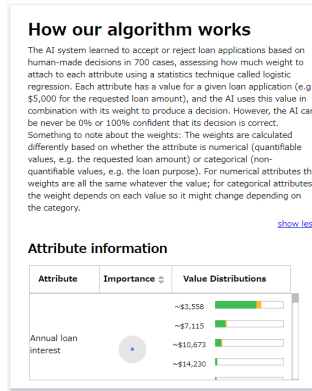 How our algorithm works
The AI system learned to accept or reject loan applications based on
human-made decisions in 700 cases, assessing how much weight to
attach to each attribute using a statistics technique called logistic
regression. Each attribute has a value for a given loan application (e.g
$5,000 for the requested loan amount), and the AI uses this value in
combination with its weight to produce a decision. However, the AI can
be never be 0% or 100% confident that its decision is correct.
Something to note about the weights: The weights are calculated
differently based on whether the attribute is numerical (quantifiable
values, e.g. the requested loan amount) or categorical (non-
quantifiable values, e.g. the loan purpose). For numerical attributes th
weights are all the same whatever the value; for categorical attributes
the weight depends on each value so it might change depending on
the category.
show les
Attribute information
Attribute Importance Value Distributions
~$3,558
~$7,115
Annual loan
interest
~$10,673
~$14,230